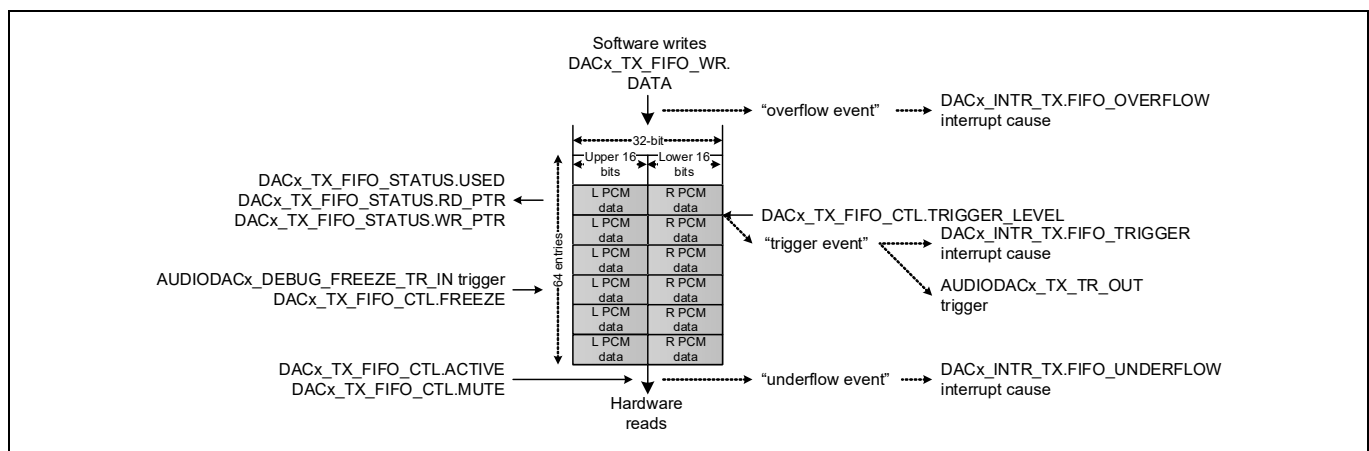 Software writes
DACx_TX_FIFO_WR.
DATA
“overflow event”
DACx_INTR_TX.FIFO_OVERFLOW
interrupt cause
32-bit
Upper 16
bits
Lower 16
bits
64 entries
DACx_TX_FIFO_STATUS.USED
DACx_TX_FIFO_STATUS.RD_PTR
DACx_TX_FIFO_STATUS.WR_PTR
L PCM
data
R PCM
data
L PCM
data
R PCM
data
L PCM
data
R PCM
data
L PCM
data
R PCM
data
L PCM
data
R PCM
data
L PCM
data
R PCM
data
DACx_TX_FIFO_CTL.TRIGGER_LEVEL
“trigger event”
DACx_INTR_TX.FIFO_TRIGGER
interrupt cause
AUDIODACx_TX_TR_OUT
trigger
AUDIODACx_DEBUG_FREEZE_TR_IN trigger
DACx_TX_FIFO_CTL.FREEZE
DACx_TX_FIFO_CTL.ACTIVE
DACx_TX_FIFO_CTL.MUTE
“underflow event”
DACx_INTR_TX.FIFO_UNDERFLOW
interrupt cause
Hardware
reads